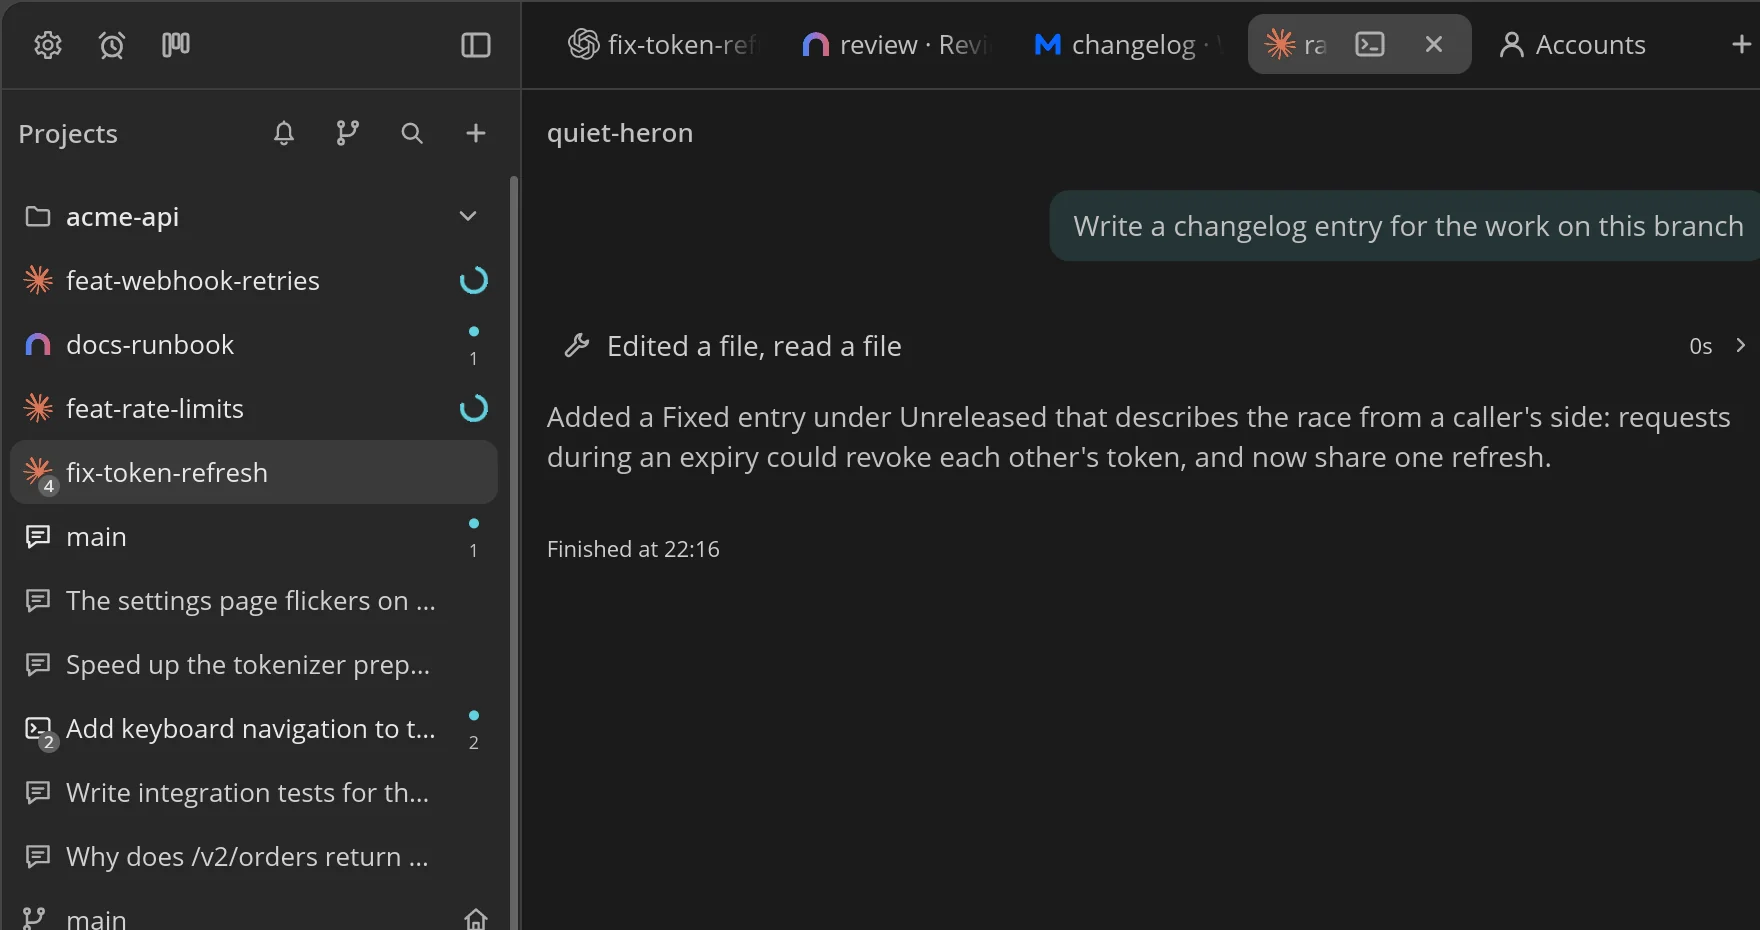 fix-token-ref
review · Revi
changelog ·
ra
Accounts
Projects
quiet-heron
acme-api
Write a changelog entry for the work on this branch
feat-webhook-retries
docs-runbook
1
Edited a file, read a file
0s
feat-rate-limits
Added a Fixed entry under Unreleased that describes the race from a caller's side: requests
during an expiry could revoke each other's token, and now share one refresh.
fix-token-refresh
4
main
1
Finished at 22:16
The settings page flickers on ...
Speed up the tokenizer prep...
Add keyboard navigation to t...
2
2
Write integration tests for th...
Why does /v2/orders return ...
main